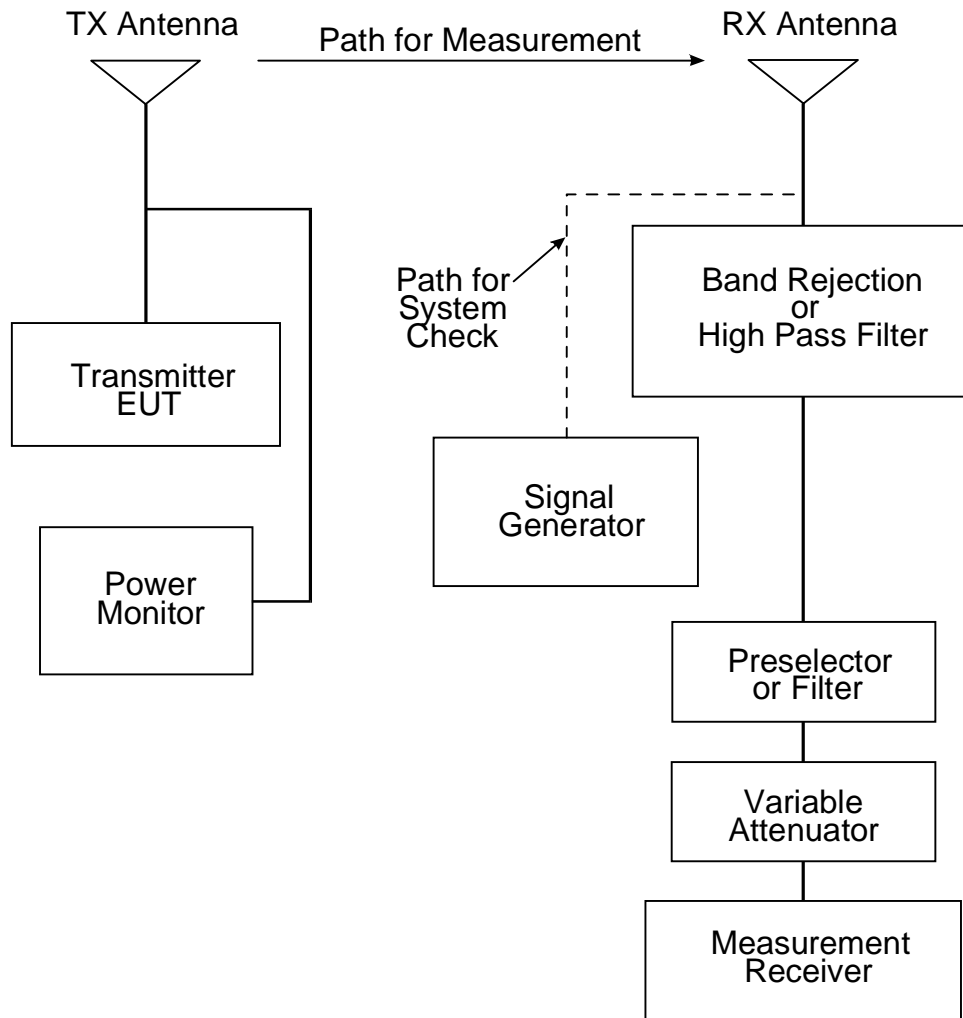 TX Antenna
Path for Measurement
RX Antenna
Path for
System
Check
Band Rejection
or
High Pass Filter
Transmitter
EUT
Signal
Generator
Power
Monitor
Preselector
or Filter
Variable
Attenuator
Measurement
Receiver